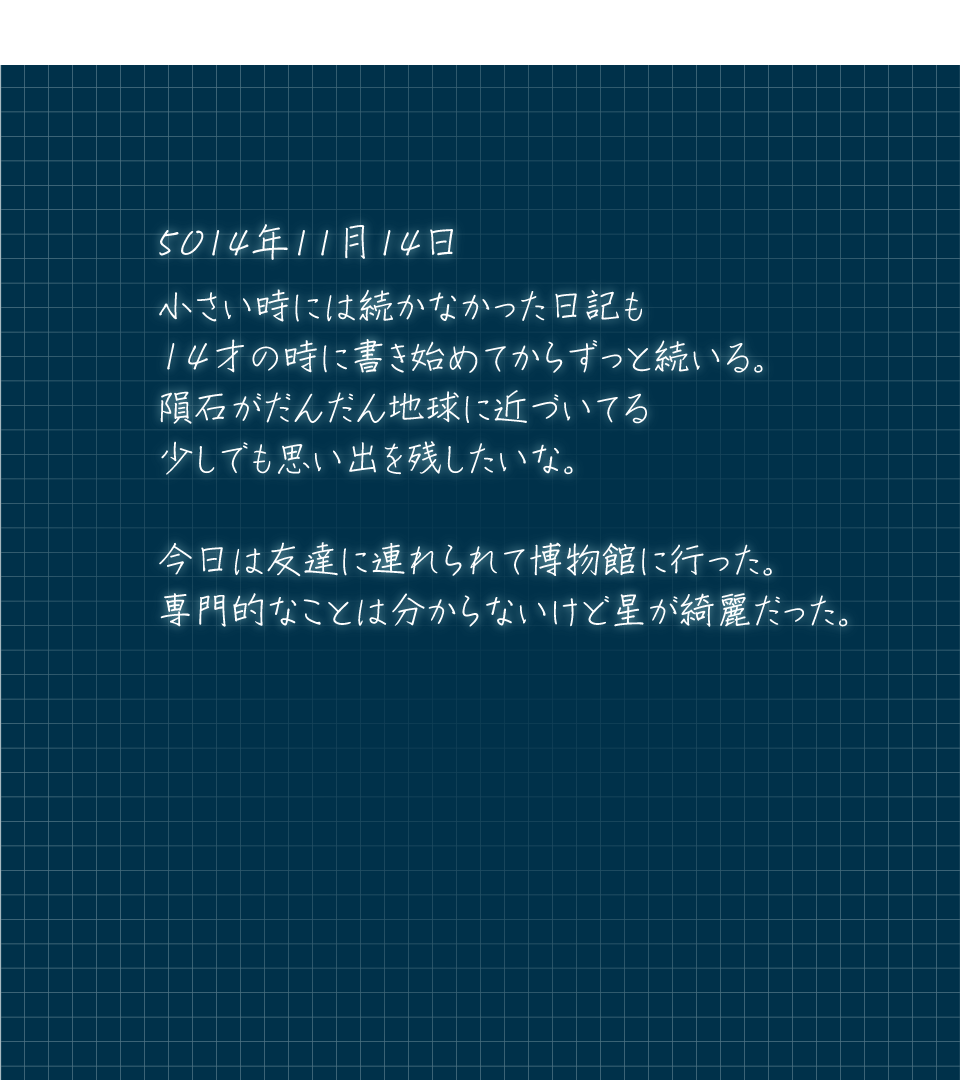 5014年11月14日
小さい時には続かなかった日記も
14才の時に書き始めてからずっと続いる。
隕石がだんだん地球に近づいてる
少しでも思い出を残したいな。
今日は友達に連れられて博物館に行った。
専門的なことは分からないけど星が綺麗だった。